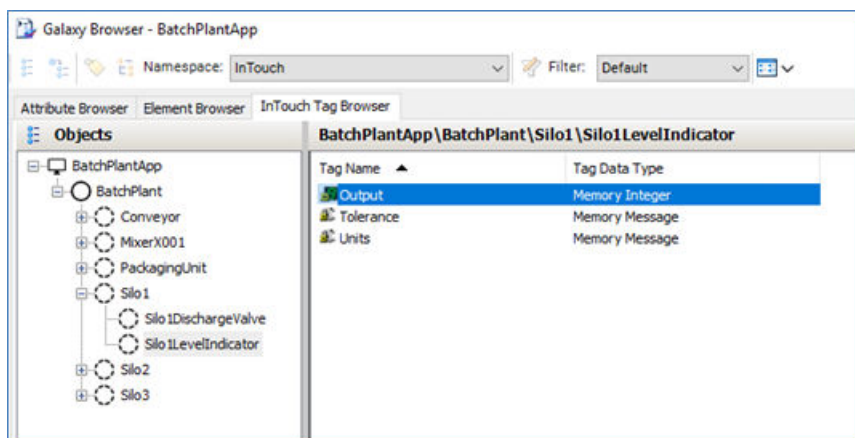 Galaxy Browser - BatchPlantApp
Namespace: InTouch Filter: Default
Attribute Browser Element Browser InTouch Tag Browser
Objects
BatchPlantApp
BatchPlant
Conveyor
MixerX001
PackagingUnit
Silo1
Silo1DischargeValve
Silo1LevelIndicator
Silo2
Silo3
BatchPlantApp\BatchPlant\Silo1\Silo1LevelIndicator
Tag Name Tag Data Type
Output Memory Integer
Tolerance Memory Message
Units Memory Message